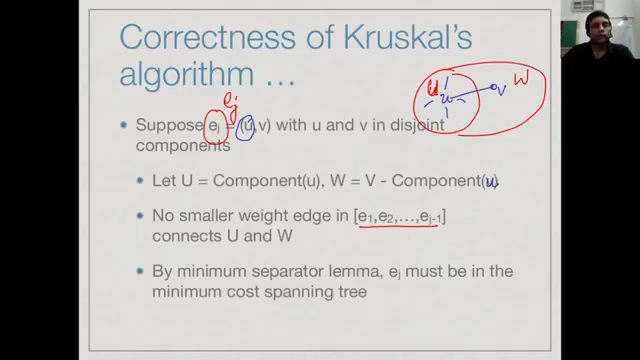 Correctness of Kruskal's
algorithm …
ej
Suppose ej = (u,v) with u and v in disjoint
components
Let U = Component(u), W = V - Component(u)
No smaller weight edge in [e1,e2,…,ej-1]
connects U and W
By minimum separator lemma, ej must be in the
minimum cost spanning tree
U
W
u
v